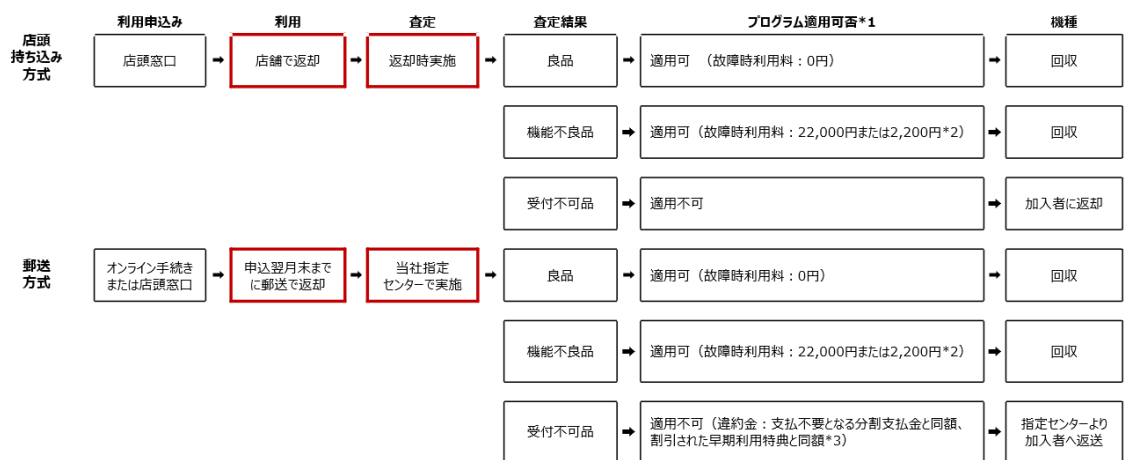 利用申込み 利用 査定 査定結果 プログラム適用可否*1 機種
店頭
持ち込み
方式
店頭窓口 ➡ 店舗で返却 ➡ 返却時実施 ➡ 良品 ➡ 適用可 （故障時利用料：0円） ➡ 回収
機能不良品 ➡ 適用可（故障時利用料：22,000円または2,200円*2） ➡ 回収
受付不可品 ➡ 適用不可 ➡ 加入者に返却
郵送
方式
オンライン手続き
または店頭窓口
➡
申込翌月末まで
に郵送で返却
➡
当社指定
センターで実施
➡ 良品 ➡ 適用可（故障時利用料：0円） ➡ 回収
機能不良品 ➡ 適用可（故障時利用料：22,000円または2,200円*2） ➡ 回収
受付不可品 ➡
適用不可（違約金：支払不要となる分割支払金と同額、
割引された早期利用特典と同額*3）
➡
指定センターより
加入者へ返送